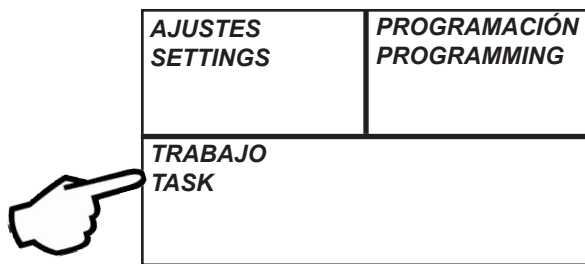 AJUSTES
SETTINGS
PROGRAMACIÓN
PROGRAMMING
TRABAJO
TASK